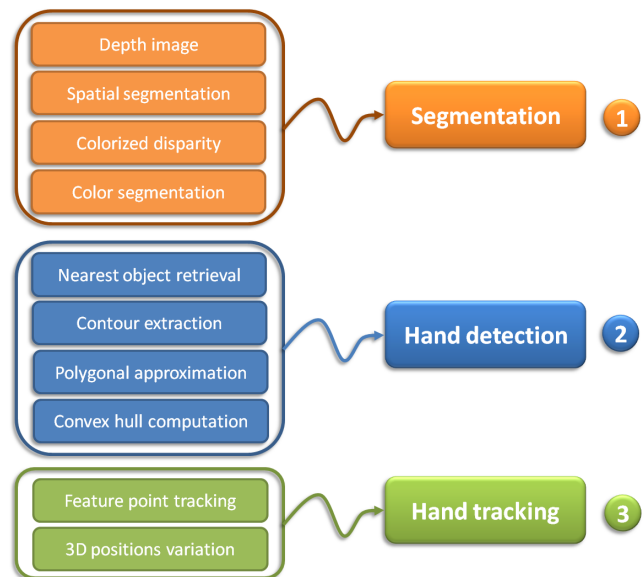 Depth image
Spatial segmentation
Colorized disparity
Color segmentation
Segmentation
1
Nearest object retrieval
Contour extraction
Polygonal approximation
Convex hull computation
Hand detection
2
Feature point tracking
3D positions variation
Hand tracking
3